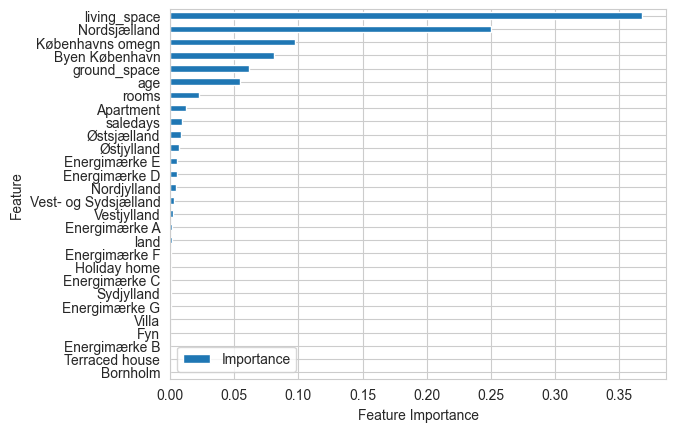 living_space
Nordsjælland
Københavns omegn
Byen København
ground_space
age
rooms
Apartment
saledays
Østsjælland
Østjylland
Energimærke E
Energimærke D
Nordjylland
Vest- og Sydsjælland
Vestjylland
Energimærke A
land
Energimærke F
Holiday home
Energimærke C
Sydjylland
Energimærke G
Villa
Fyn
Energimærke B
Terraced house
Bornholm
Feature
Importance
0.00 0.05 0.10 0.15 0.20 0.25 0.30 0.35
Feature Importance